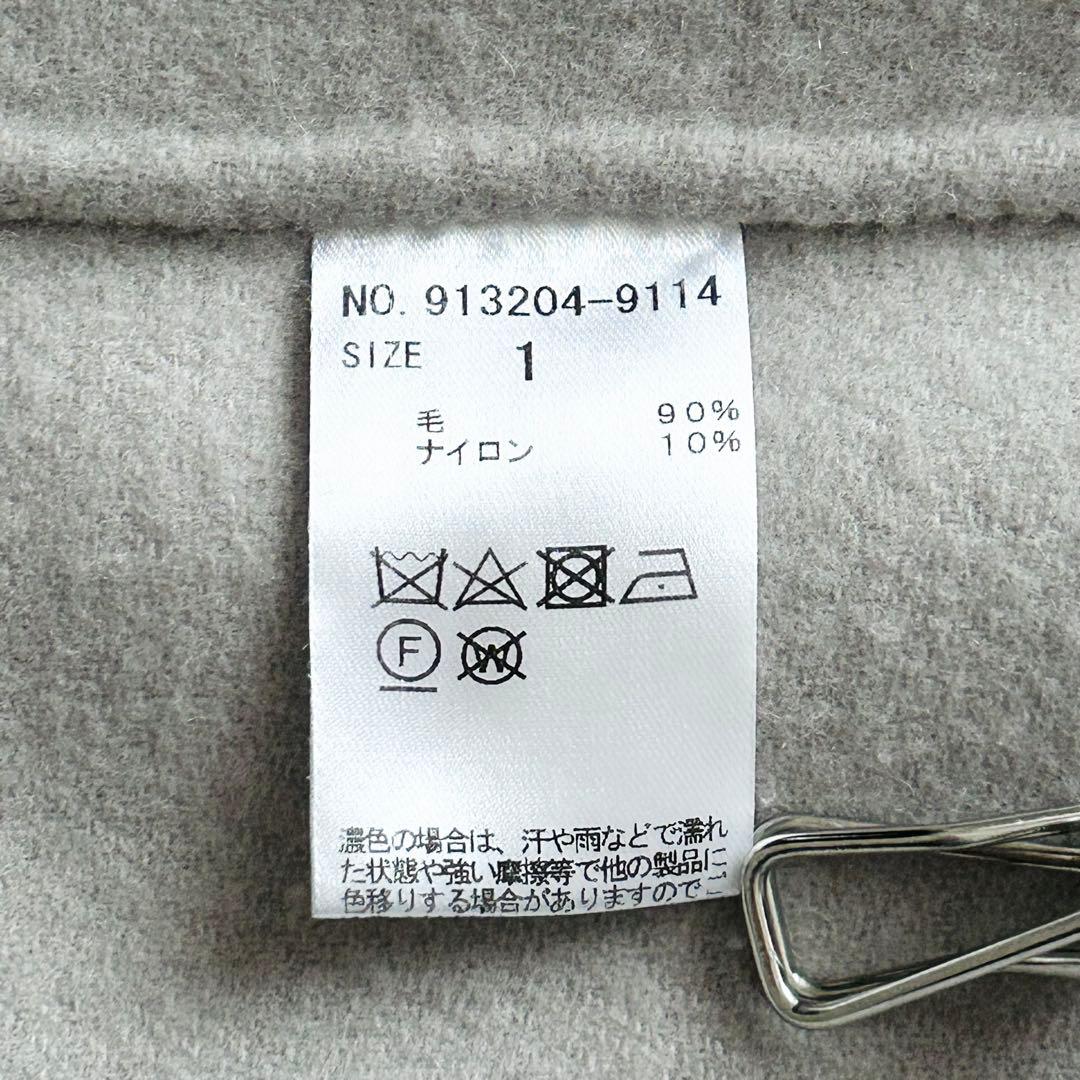 NO. 913204-9114
SIZE 1
毛 90%
ナイロン 10%
F
W
濃色の場合は、汗や雨などで濡れ
た状態や強い摩擦等で他の製品に
色移りする場合がありますのでご